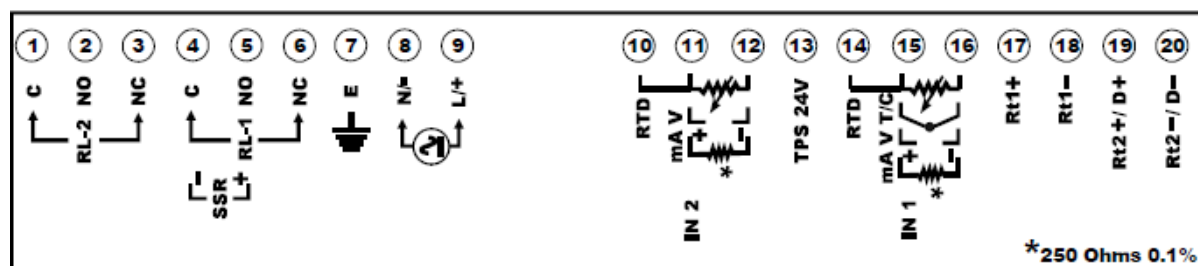 1 2 3 4 5 6 7 8 9 10 11 12 13 14 15 16 17 18 19 20
C NO NC C NO NC E N/- L/+ RTD mA V TPS 24V RTD mA V T/C Rt1+ Rt1- Rt2+/ D+ Rt2-/ D-
RL-2 RL-1
+ - + -
- +
SSR
* *
IN 2 IN 1
*250 Ohms 0.1%